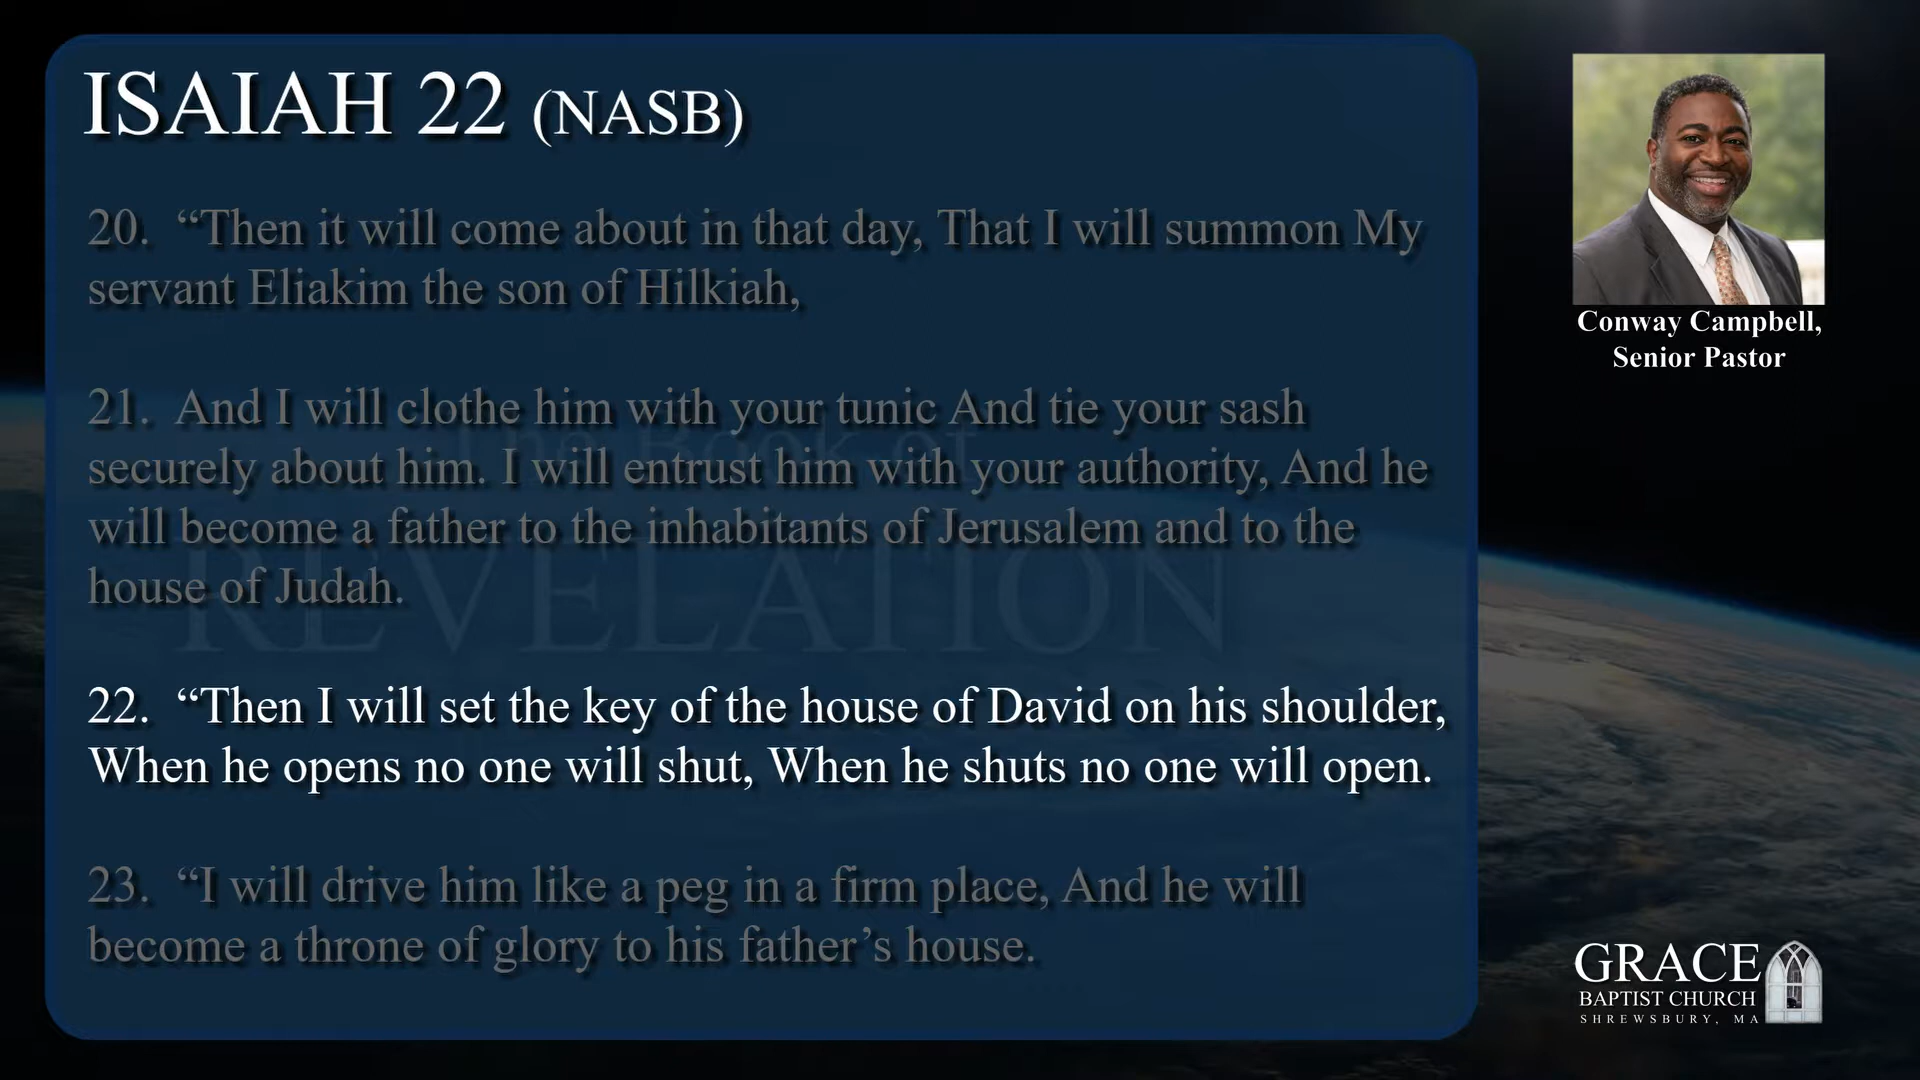 ISAIAH 22 (NASB)
20. “Then it will come about in that day, That I will summon My
servant Eliakim the son of Hilkiah,
21. And I will clothe him with your tunic And tie your sash
securely about him. I will entrust him with your authority, And he
will become a father to the inhabitants of Jerusalem and to the
house of Judah.
22. “Then I will set the key of the house of David on his shoulder,
When he opens no one will shut, When he shuts no one will open.
23. “I will drive him like a peg in a firm place, And he will
become a throne of glory to his father’s house.
The Book of
REVELATION
Conway Campbell,
Senior Pastor
GRACE
BAPTIST CHURCH
SHREWSBURY, MA